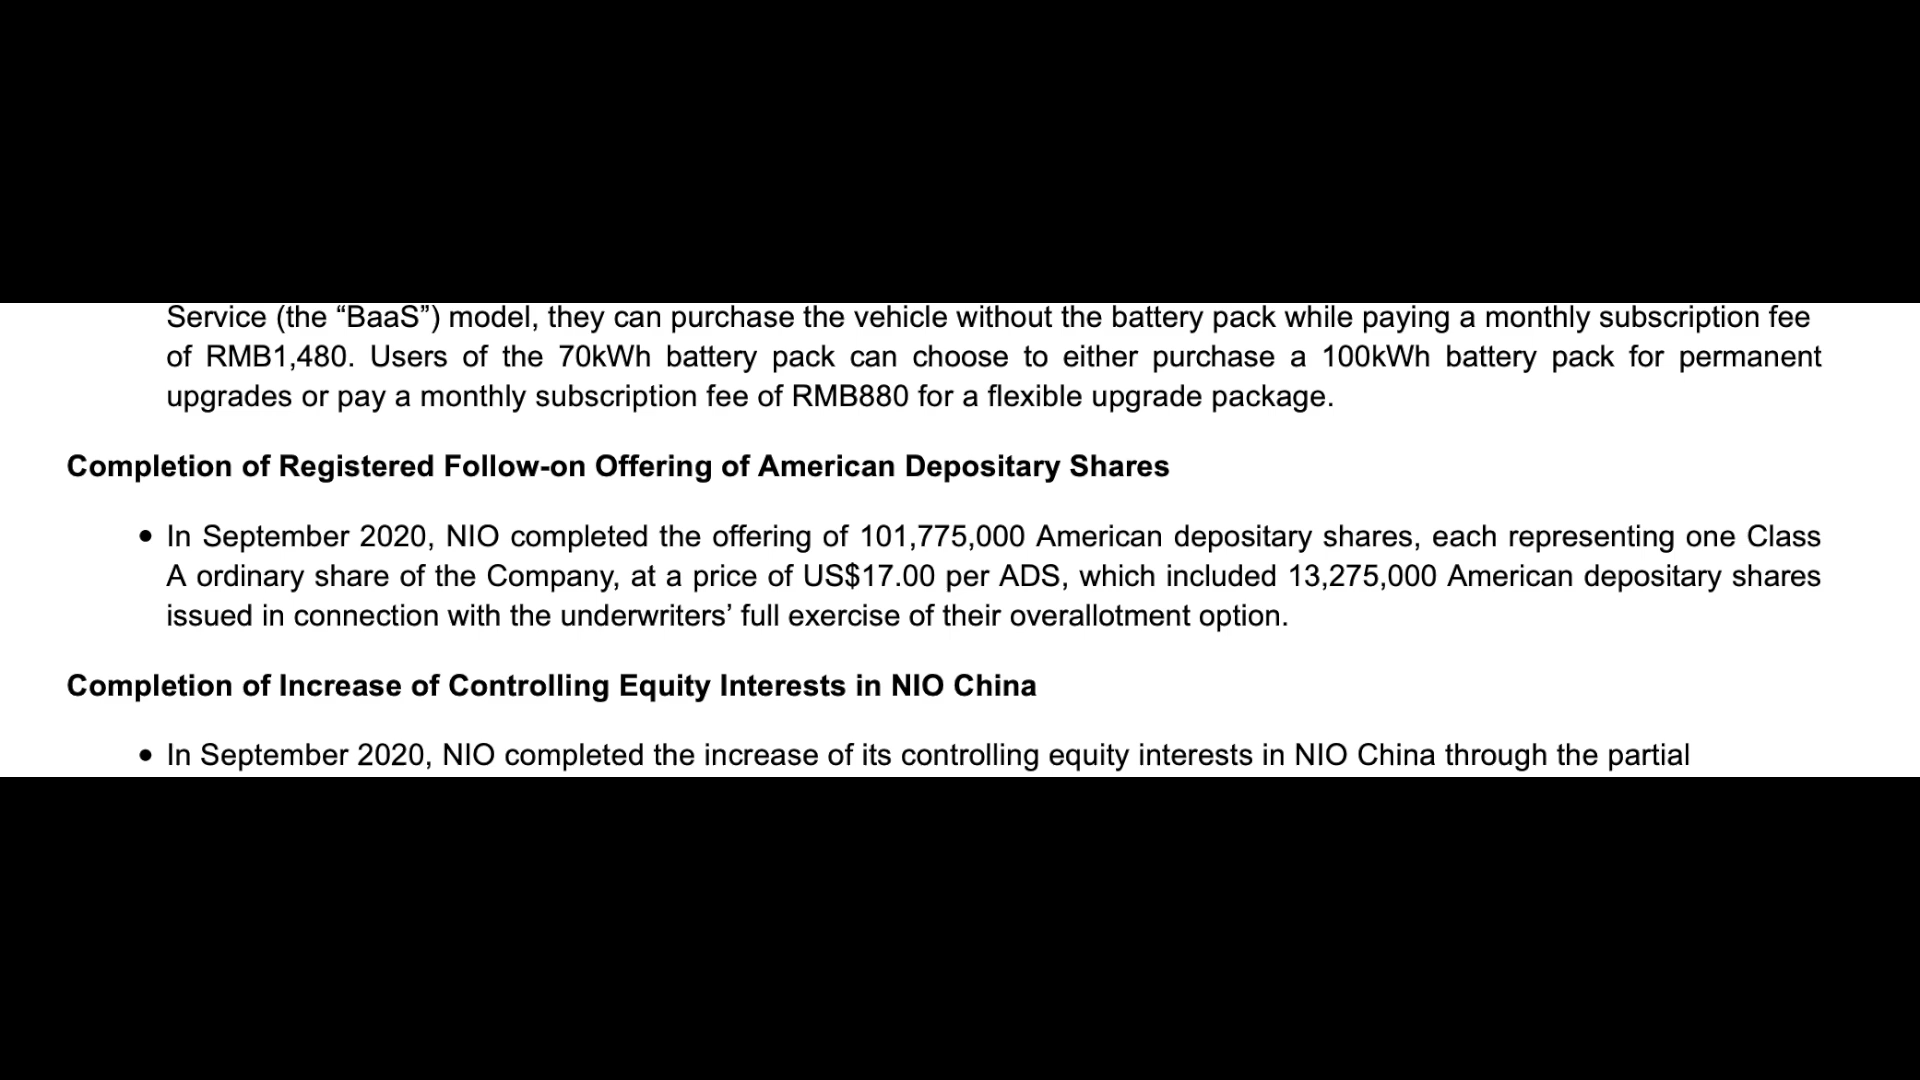 Service (the “BaaS”) model, they can purchase the vehicle without the battery pack while paying a monthly subscription fee
of RMB1,480. Users of the 70kWh battery pack can choose to either purchase a 100kWh battery pack for permanent
upgrades or pay a monthly subscription fee of RMB880 for a flexible upgrade package.
Completion of Registered Follow-on Offering of American Depositary Shares
• In September 2020, NIO completed the offering of 101,775,000 American depositary shares, each representing one Class
A ordinary share of the Company, at a price of US$17.00 per ADS, which included 13,275,000 American depositary shares
issued in connection with the underwriters’ full exercise of their overallotment option.
Completion of Increase of Controlling Equity Interests in NIO China
• In September 2020, NIO completed the increase of its controlling equity interests in NIO China through the partial